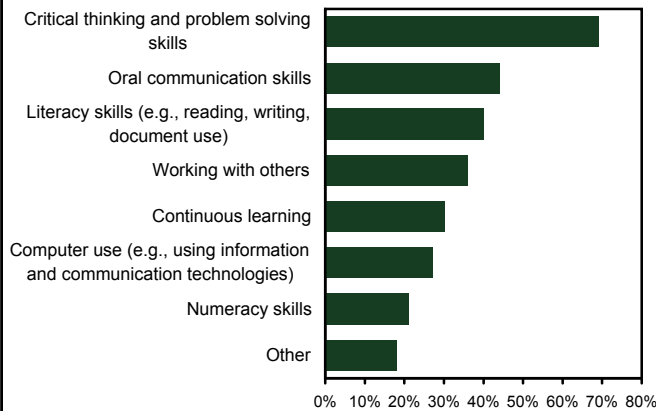 Critical thinking and problem solving
skills
Oral communication skills
Literacy skills (e.g., reading, writing,
document use)
Working with others
Continuous learning
Computer use (e.g., using information
and communication technologies)
Numeracy skills
Other
0% 10% 20% 30% 40% 50% 60% 70% 80%